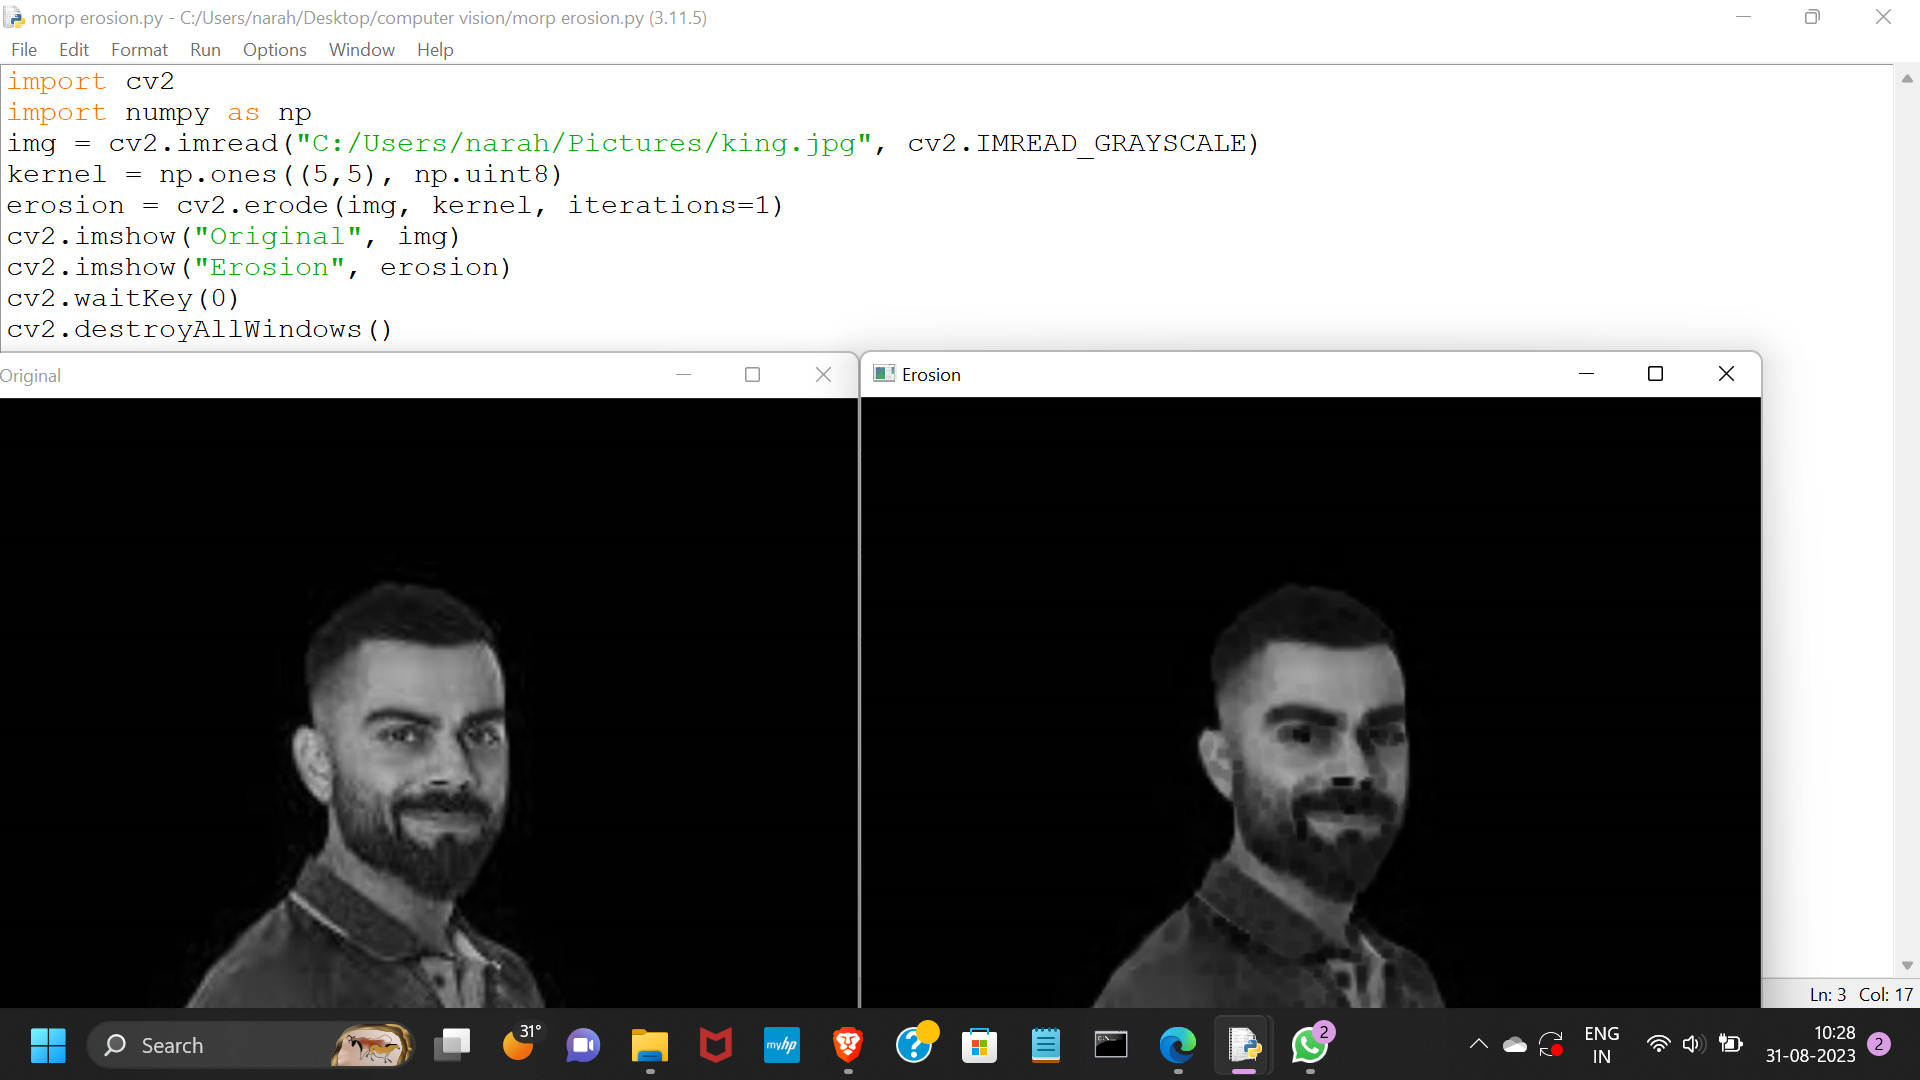 morp erosion.py - C:/Users/narah/Desktop/computer vision/morp erosion.py (3.11.5)
File Edit Format Run Options Window Help
import cv2
import numpy as np
img = cv2.imread("C:/Users/narah/Pictures/king.jpg", cv2.IMREAD_GRAYSCALE)
kernel = np.ones((5,5), np.uint8)
erosion = cv2.erode(img, kernel, iterations=1)
cv2.imshow("Original", img)
cv2.imshow("Erosion", erosion)
cv2.waitKey(0)
cv2.destroyAllWindows()
Original
Erosion
Ln: 3 Col: 17
Search
31°
myhp
C:\
2
ENG
IN
10:28
31-08-2023
2